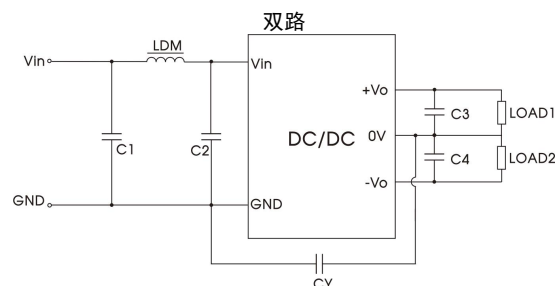 双路
LDM
Vin
Vin
+Vo
C3
LOAD1
C1
C2
DC/DC
0V
C4
LOAD2
-Vo
GND
GND
CY